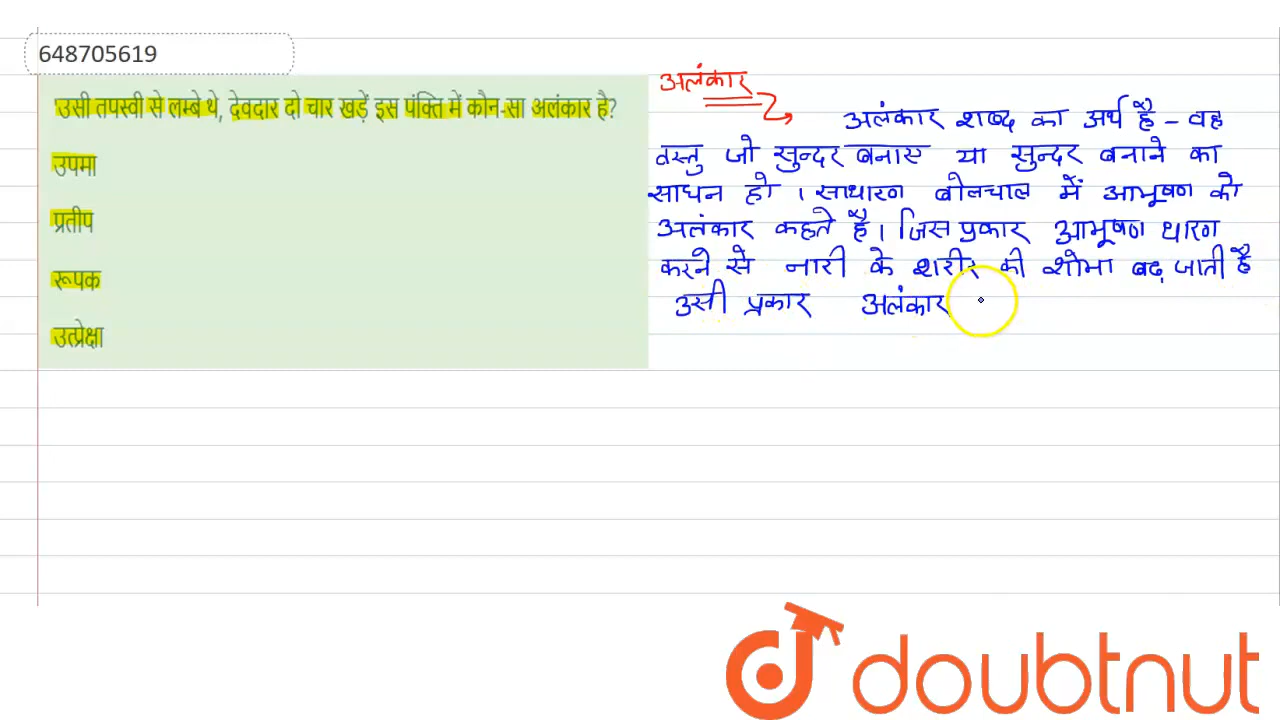 648705619
'उसी तपस्वी से लम्बे थे, देवदार दो चार खड़ें इस पंक्ति में कौन-सा अलंकार है?
उपमा
प्रतीप
रूपक
उत्प्रेक्षा
अलंकार
अलंकार शब्द का अर्थ है - वह
वस्तु जो सुन्दर बनाए या सुन्दर बनाने का
साधन हो । साधारण बोलचाल में आभूषण को
अलंकार कहते है । जिस प्रकार आभूषण धारण
करने से नारी के शरीर की शोभा बढ़ जाती है
उसी प्रकार अलंकार
doubtnut